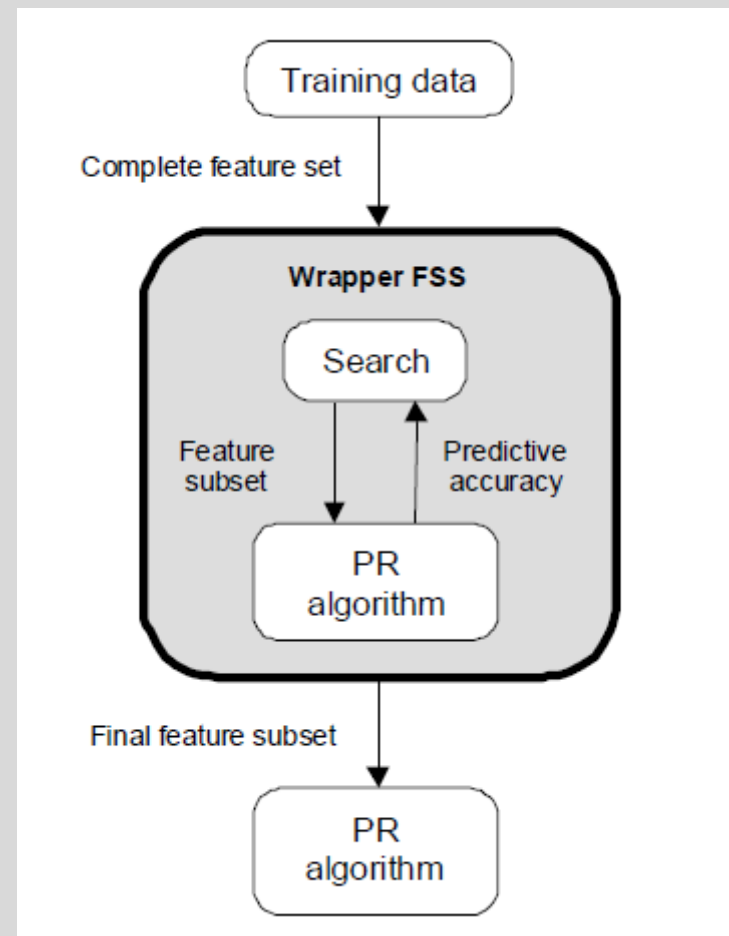 Training data
Complete feature set
Wrapper FSS
Search
Feature
subset
Predictive
accuracy
PR
algorithm
Final feature subset
PR
algorithm